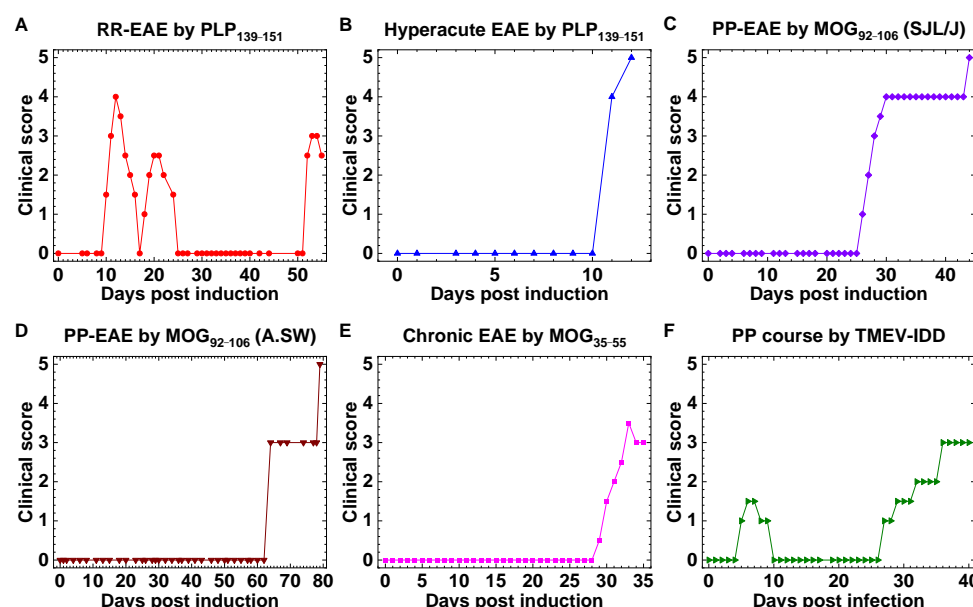 A
RR-EAE by PLP139–151
Clinical score
5
4
3
2
1
0
0 10 20 30 40 50
Days post induction
B
Hyperacute EAE by PLP139–151
Clinical score
5
4
3
2
1
0
0 5 10
Days post induction
C
PP-EAE by MOG92–106 (SJL/J)
Clinical score
5
4
3
2
1
0
0 10 20 30 40
Days post induction
D
PP-EAE by MOG92–106 (A.SW)
Clinical score
5
4
3
2
1
0
0 10 20 30 40 50 60 70 80
Days post induction
E
Chronic EAE by MOG35–55
Clinical score
5
4
3
2
1
0
0 5 10 15 20 25 30 35
Days post induction
F
PP course by TMEV-IDD
Clinical score
5
4
3
2
1
0
0 10 20 30 40
Days post infection